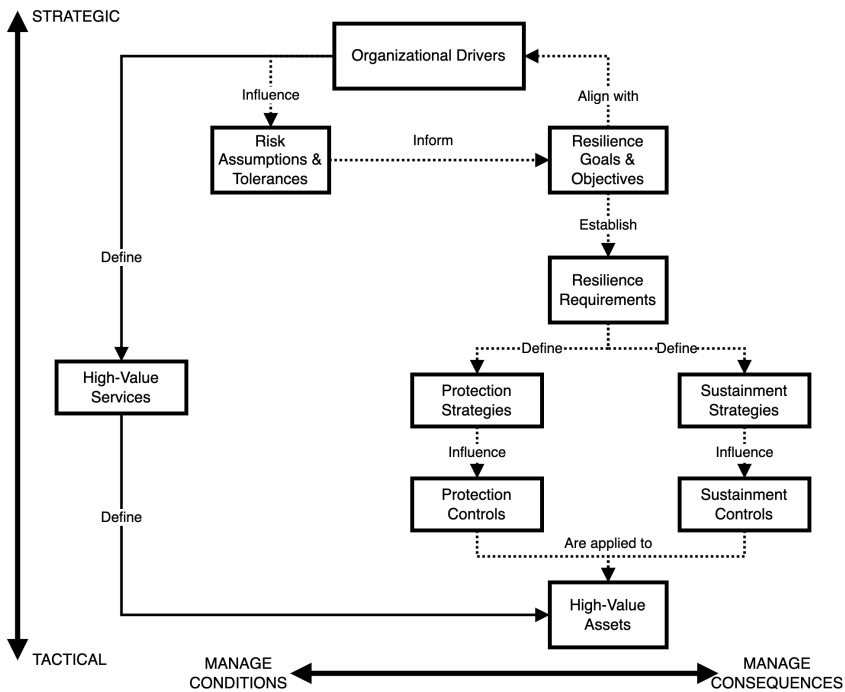 STRATEGIC
Organizational Drivers
Influence
Align with
Risk
Assumptions &
Tolerances
Inform
Resilience
Goals &
Objectives
Establish
Define
Resilience
Requirements
Define
Define
High-Value
Services
Protection
Strategies
Sustainment
Strategies
Influence
Influence
Protection
Controls
Sustainment
Controls
Define
Are applied to
High-Value
Assets
TACTICAL
MANAGE
CONDITIONS
MANAGE
CONSEQUENCES